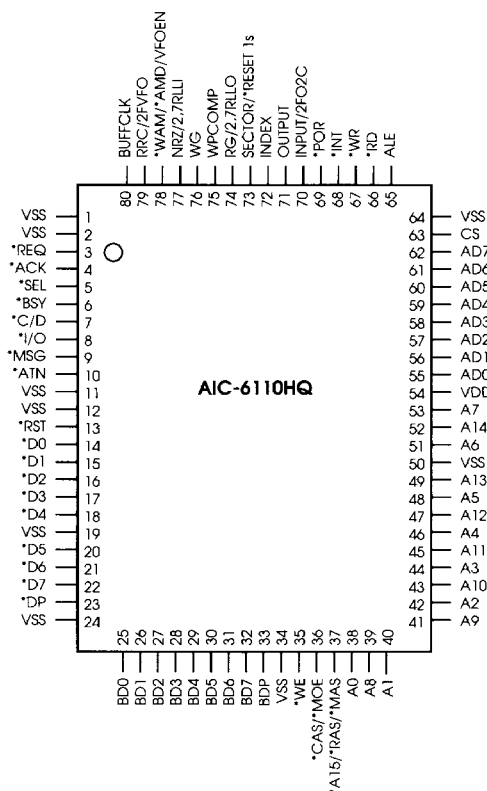 BUFFCLK
RRC/2FVFO
*WAM/*AMD/VFOEN
NRZ/2.7RLLI
WG
WPCOMP
RG/2.7RLLO
SECTOR/*RESET 1s
INDEX
OUTPUT
INPUT/2FO2C
*POR
*INT
*WR
*RD
ALE
80 79 78 77 76 75 74 73 72 71 70 69 68 67 66 65
VSS 1 64 VSS
VSS 2 63 CS
*REQ 3 62 AD7
*ACK 4 61 AD6
*SEL 5 60 AD5
*BSY 6 59 AD4
*C/D 7 58 AD3
*I/O 8 57 AD2
*MSG 9 56 AD1
*ATN 10 55 AD0
VSS 11 54 VDD
AIC-6110HQ
VSS 12 53 A7
*RST 13 52 A14
*D0 14 51 A6
*D1 15 50 VSS
*D2 16 49 A13
*D3 17 48 A5
*D4 18 47 A12
VSS 19 46 A4
*D5 20 45 A11
*D6 21 44 A3
*D7 22 43 A10
*DP 23 42 A2
VSS 24 41 A9
25 26 27 28 29 30 31 32 33 34 35 36 37 38 39 40
BD0
BD1
BD2
BD3
BD4
BD5
BD6
BD7
BDP
VSS
*WE
*CAS/*MOE
*A15/*RAS/*MAS
A0
A8
A1